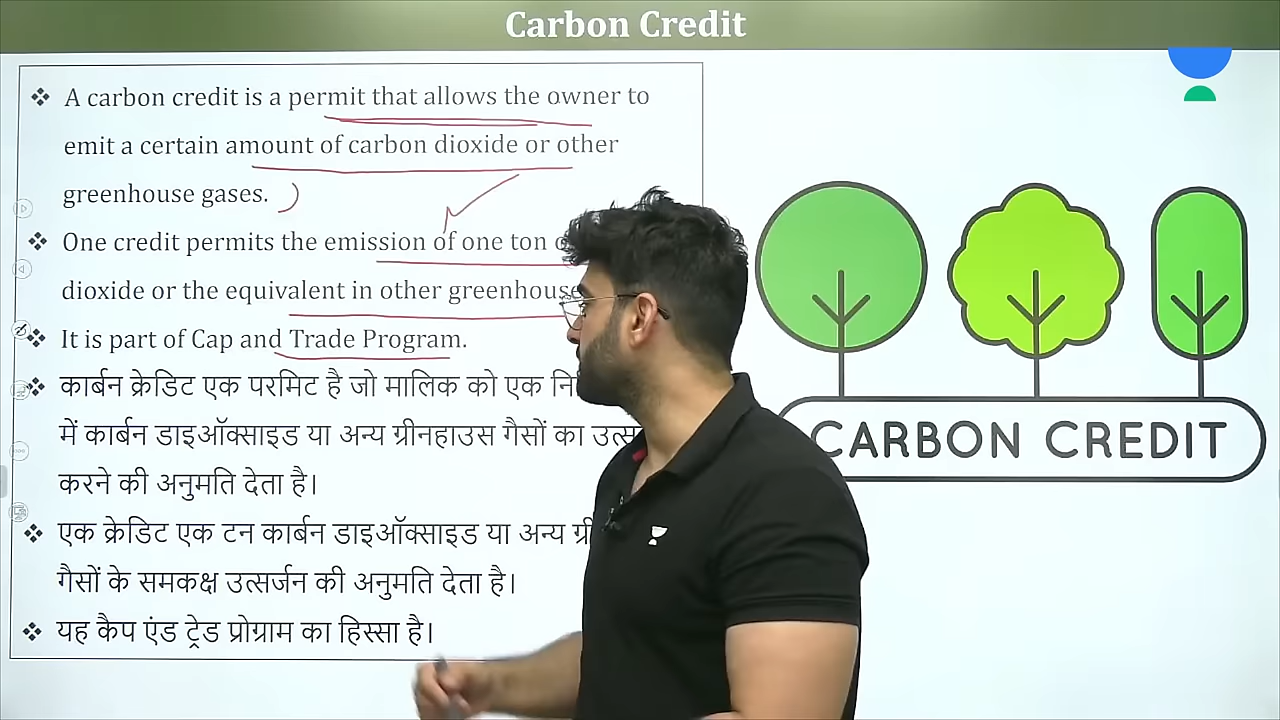 Carbon Credit
❖ A carbon credit is a permit that allows the owner to
emit a certain amount of carbon dioxide or other
greenhouse gases.
❖ One credit permits the emission of one ton
dioxide or the equivalent in other greenhouse
❖ It is part of Cap and Trade Program.
❖ कार्बन क्रेडिट एक परमिट है जो मालिक को एक
में कार्बन डाइऑक्साइड या अन्य ग्रीनहाउस गैसों का
करने की अनुमति देता है।
❖ एक क्रेडिट एक टन कार्बन डाइऑक्साइड या अन्य
गैसों के समकक्ष उत्सर्जन की अनुमति देता है।
❖ यह कैप एंड ट्रेड प्रोग्राम का हिस्सा है।
CARBON CREDIT